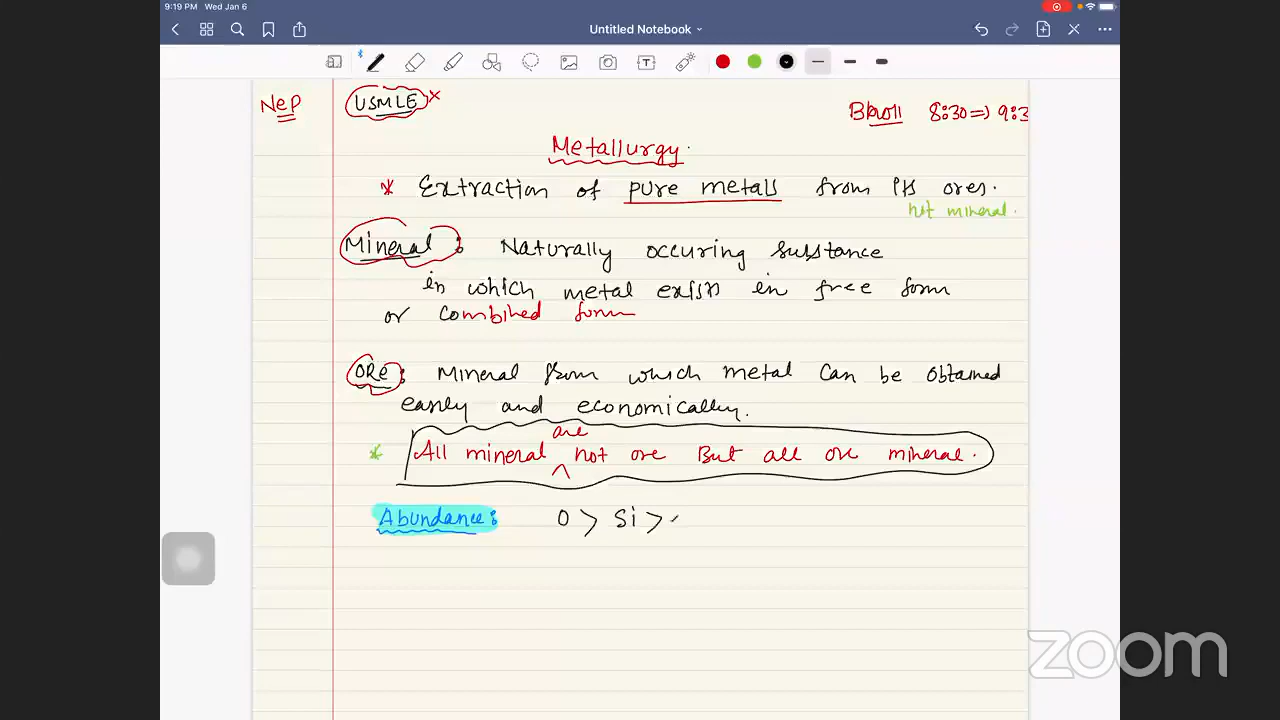 9:19 PM Wed Jan 6
Untitled Notebook
NeP USMLE x
8:30 => 9:3
Metallurgy.
* Extraction of pure metals from its ores.
not mineral.
Mineral: Naturally occuring substance
in which metal exists in free form
or combined form
ORe: Mineral from which metal can be obtained
easily and economically.
are
* All mineral ^ not ore But all ore mineral.
Abundance: O > Si >
zoom